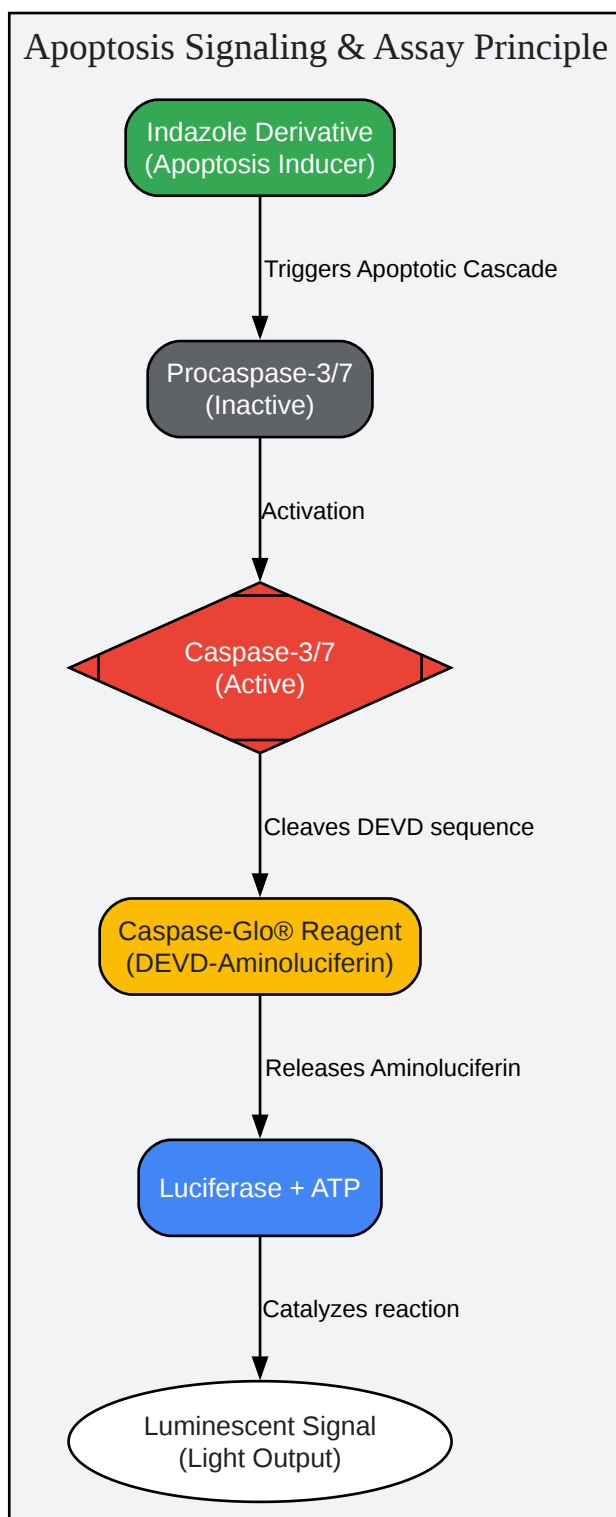 Apoptosis Signaling & Assay Principle
Indazole Derivative
(Apoptosis Inducer)
Triggers Apoptotic Cascade
Procaspase-3/7
(Inactive)
Activation
Caspase-3/7
(Active)
Cleaves DEVD sequence
Caspase-Glo® Reagent
(DEVD-Aminoluciferin)
Releases Aminoluciferin
Luciferase + ATP
Catalyzes reaction
Luminescent Signal
(Light Output)